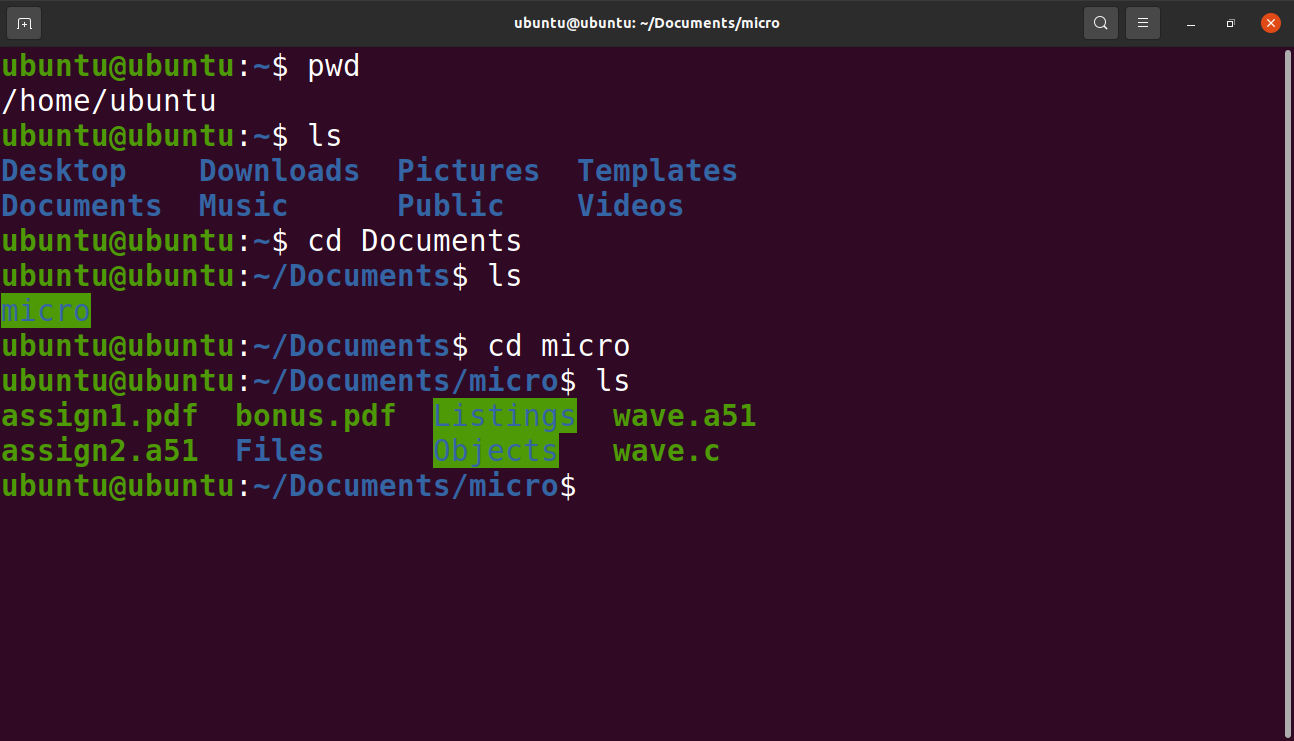 ubuntu@ubuntu: ~/Documents/micro
ubuntu@ubuntu:~$ pwd
/home/ubuntu
ubuntu@ubuntu:~$ ls
Desktop    Downloads  Pictures  Templates
Documents  Music      Public    Videos
ubuntu@ubuntu:~$ cd Documents
ubuntu@ubuntu:~/Documents$ ls
micro
ubuntu@ubuntu:~/Documents$ cd micro
ubuntu@ubuntu:~/Documents/micro$ ls
assign1.pdf  bonus.pdf  Listings  wave.a51
assign2.a51  Files      Objects   wave.c
ubuntu@ubuntu:~/Documents/micro$